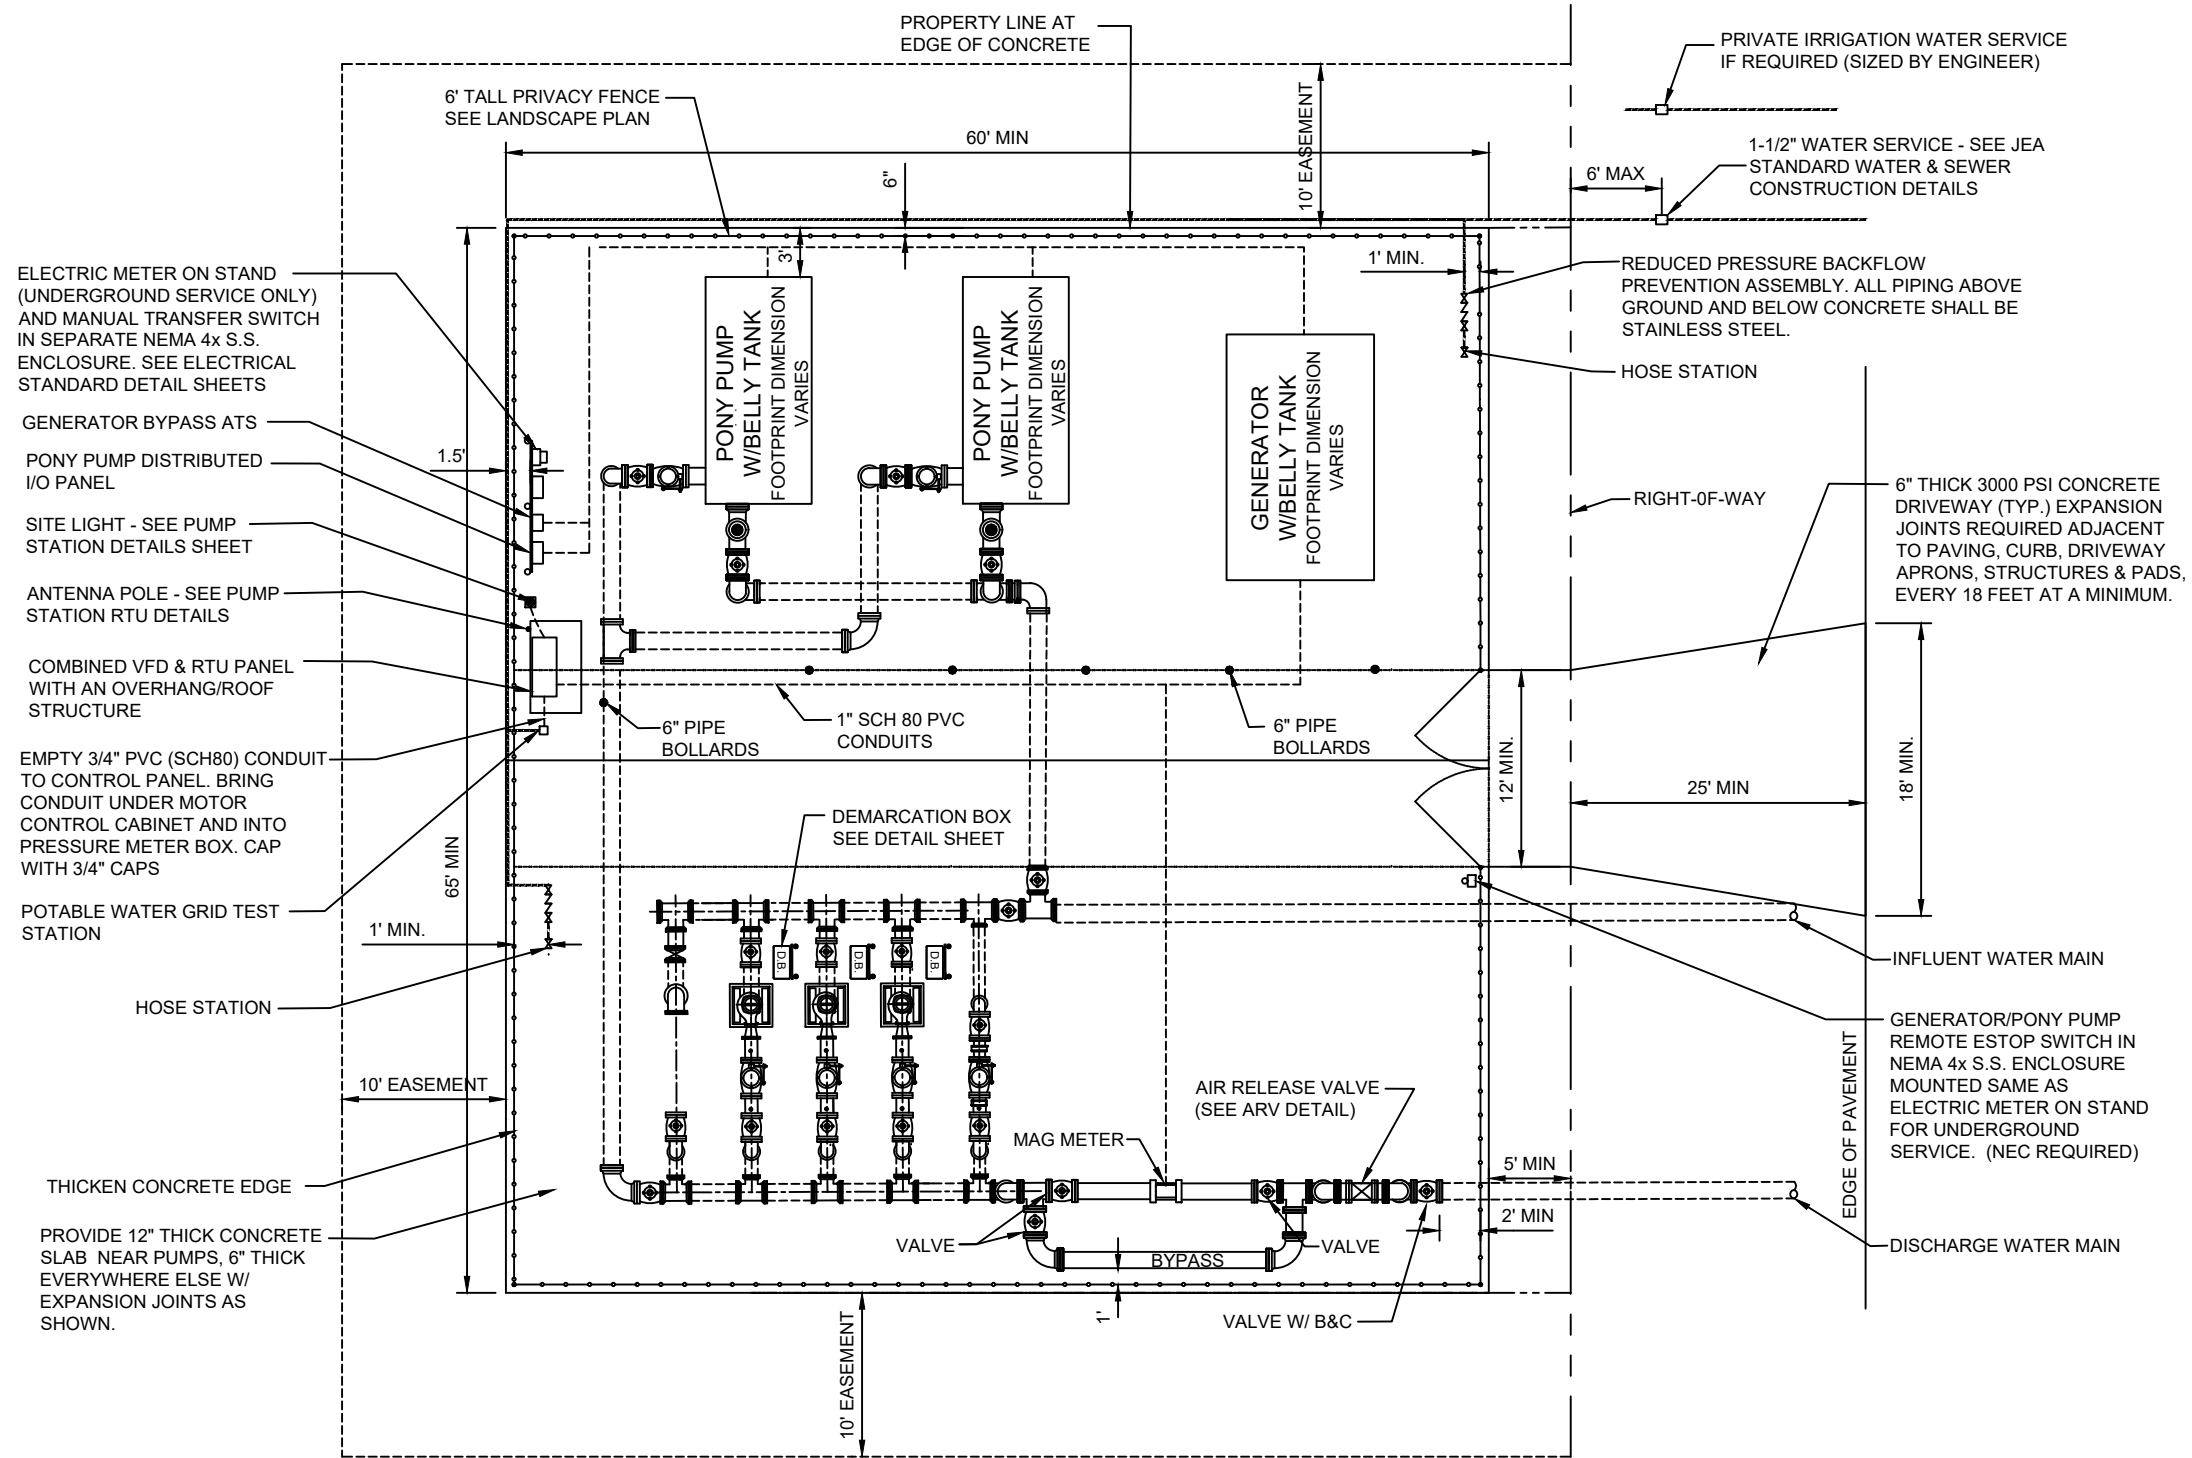 PROPERTY LINE AT
EDGE OF CONCRETE
PRIVATE IRRIGATION WATER SERVICE
IF REQUIRED (SIZED BY ENGINEER)
6' TALL PRIVACY FENCE
SEE LANDSCAPE PLAN
60' MIN
6"
10' EASEMENT
6' MAX
1-1/2" WATER SERVICE - SEE JEA
STANDARD WATER & SEWER
CONSTRUCTION DETAILS
3'
1' MIN.
REDUCED PRESSURE BACKFLOW
PREVENTION ASSEMBLY. ALL PIPING ABOVE
GROUND AND BELOW CONCRETE SHALL BE
STAINLESS STEEL.
HOSE STATION
ELECTRIC METER ON STAND
(UNDERGROUND SERVICE ONLY)
AND MANUAL TRANSFER SWITCH
IN SEPARATE NEMA 4x S.S.
ENCLOSURE. SEE ELECTRICAL
STANDARD DETAIL SHEETS
GENERATOR BYPASS ATS
PONY PUMP DISTRIBUTED
I/O PANEL
1.5'
SITE LIGHT - SEE PUMP
STATION DETAILS SHEET
ANTENNA POLE - SEE PUMP
STATION RTU DETAILS
COMBINED VFD & RTU PANEL
WITH AN OVERHANG/ROOF
STRUCTURE
EMPTY 3/4" PVC (SCH80) CONDUIT
TO CONTROL PANEL. BRING
CONDUIT UNDER MOTOR
CONTROL CABINET AND INTO
PRESSURE METER BOX. CAP
WITH 3/4" CAPS
POTABLE WATER GRID TEST
STATION
PONY PUMP
W/BELLY TANK
FOOTPRINT DIMENSION
VARIES
PONY PUMP
W/BELLY TANK
FOOTPRINT DIMENSION
VARIES
GENERATOR
W/BELLY TANK
FOOTPRINT DIMENSION
VARIES
RIGHT-0F-WAY
6" THICK 3000 PSI CONCRETE
DRIVEWAY (TYP.) EXPANSION
JOINTS REQUIRED ADJACENT
TO PAVING, CURB, DRIVEWAY
APRONS, STRUCTURES & PADS,
EVERY 18 FEET AT A MINIMUM.
6" PIPE
BOLLARDS
1" SCH 80 PVC
CONDUITS
6" PIPE
BOLLARDS
12' MIN.
25' MIN
18' MIN.
65' MIN
DEMARCATION BOX
SEE DETAIL SHEET
1' MIN.
HOSE STATION
D.B.
D.B.
D.B.
INFLUENT WATER MAIN
GENERATOR/PONY PUMP
REMOTE ESTOP SWITCH IN
NEMA 4x S.S. ENCLOSURE
MOUNTED SAME AS
ELECTRIC METER ON STAND
FOR UNDERGROUND
SERVICE. (NEC REQUIRED)
EDGE OF PAVEMENT
10' EASEMENT
AIR RELEASE VALVE
(SEE ARV DETAIL)
MAG METER
THICKEN CONCRETE EDGE
5' MIN
2' MIN
PROVIDE 12" THICK CONCRETE
SLAB NEAR PUMPS, 6" THICK
EVERYWHERE ELSE W/
EXPANSION JOINTS AS
SHOWN.
VALVE
BYPASS
VALVE
DISCHARGE WATER MAIN
1'
VALVE W/ B&C
10' EASEMENT